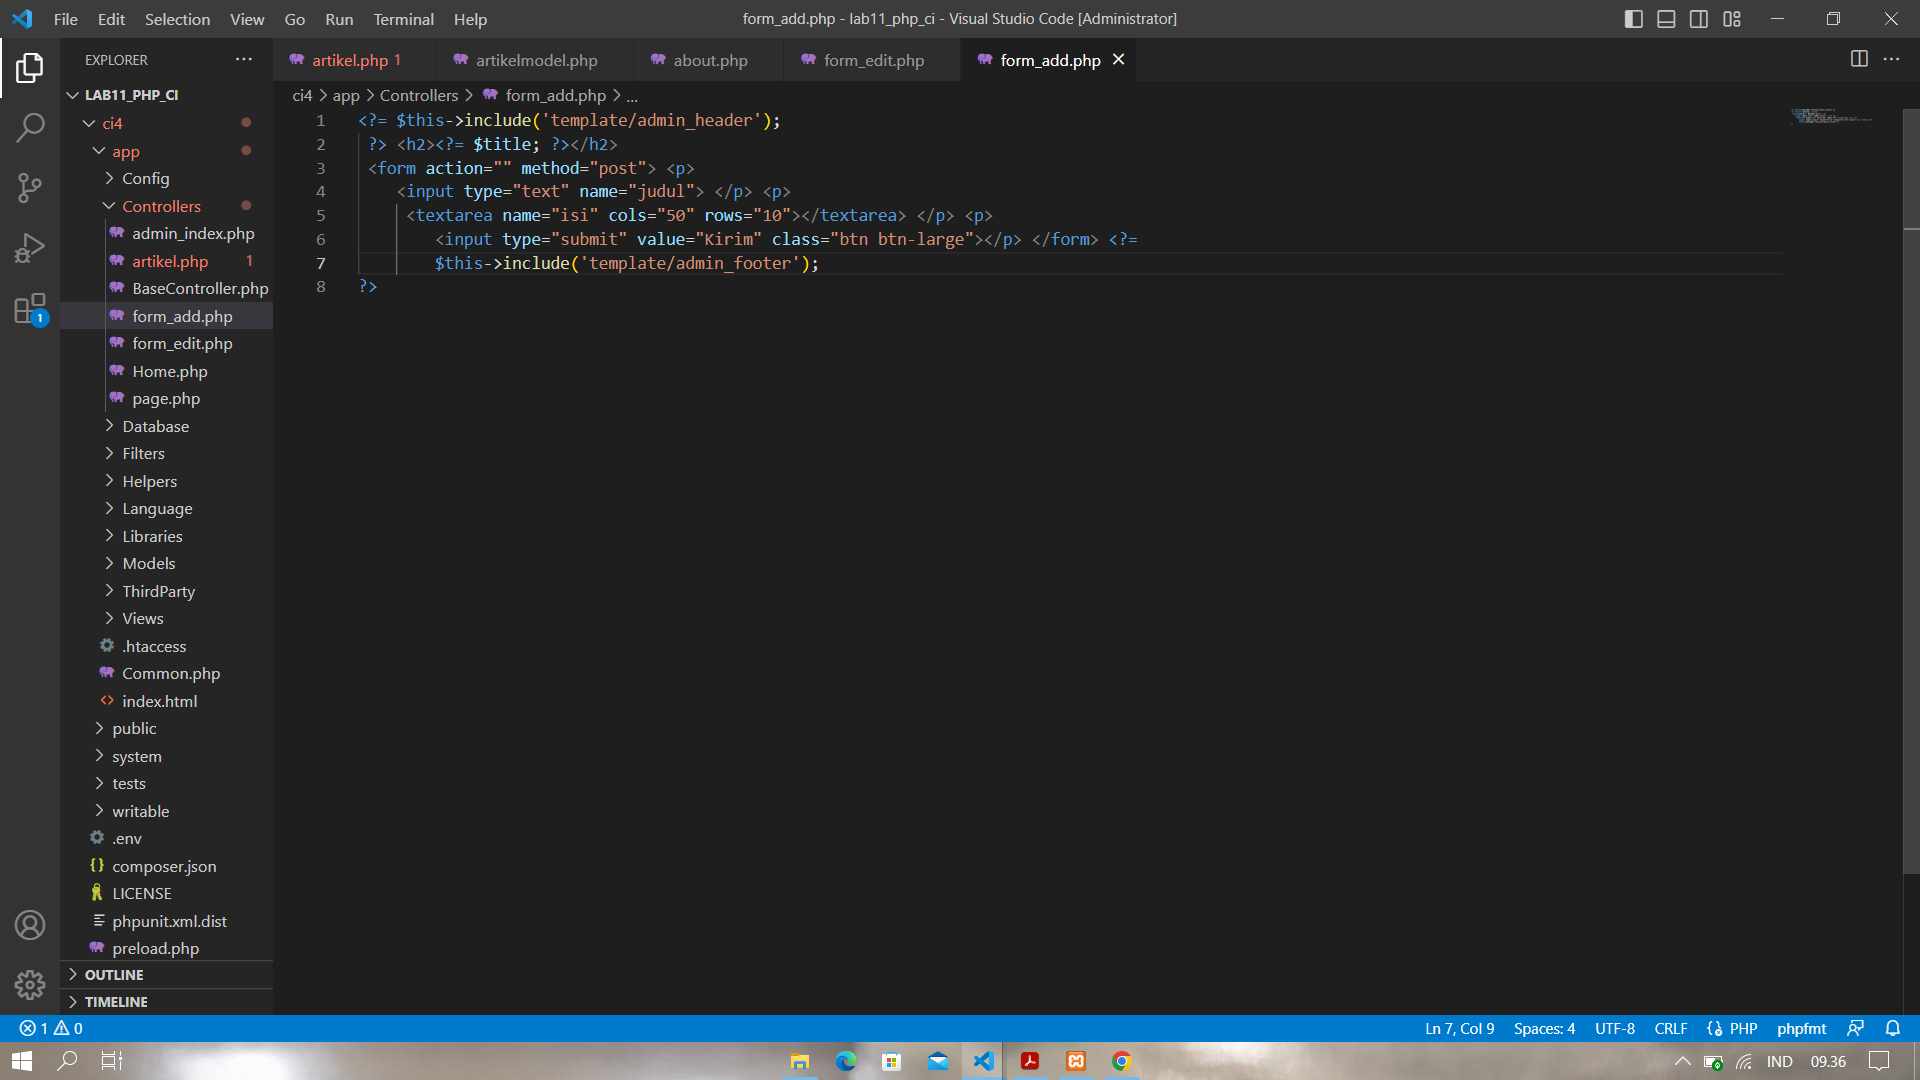 File Edit Selection View Go Run Terminal Help
form_add.php - lab11_php_ci - Visual Studio Code [Administrator]
EXPLORER
artikel.php 1
artikelmodel.php
about.php
form_edit.php
form_add.php
LAB11_PHP_CI
ci4
app
Config
Controllers
admin_index.php
artikel.php 1
BaseController.php
form_add.php
form_edit.php
Home.php
page.php
Database
Filters
Helpers
Language
Libraries
Models
ThirdParty
Views
.htaccess
Common.php
index.html
public
system
tests
writable
.env
composer.json
LICENSE
phpunit.xml.dist
preload.php
OUTLINE
TIMELINE
1
ci4 > app > Controllers > form_add.php > ...
1 <?= $this->include('template/admin_header');
2 ?> <h2><?= $title; ?></h2>
3 <form action="" method="post"> <p>
4 <input type="text" name="judul"> </p> <p>
5 <textarea name="isi" cols="50" rows="10"></textarea> </p> <p>
6 <input type="submit" value="Kirim" class="btn btn-large"></p> </form> <?=
7 $this->include('template/admin_footer');
8 ?>
1 0
Ln 7, Col 9 Spaces: 4 UTF-8 CRLF PHP phpfmt
IND 09.36